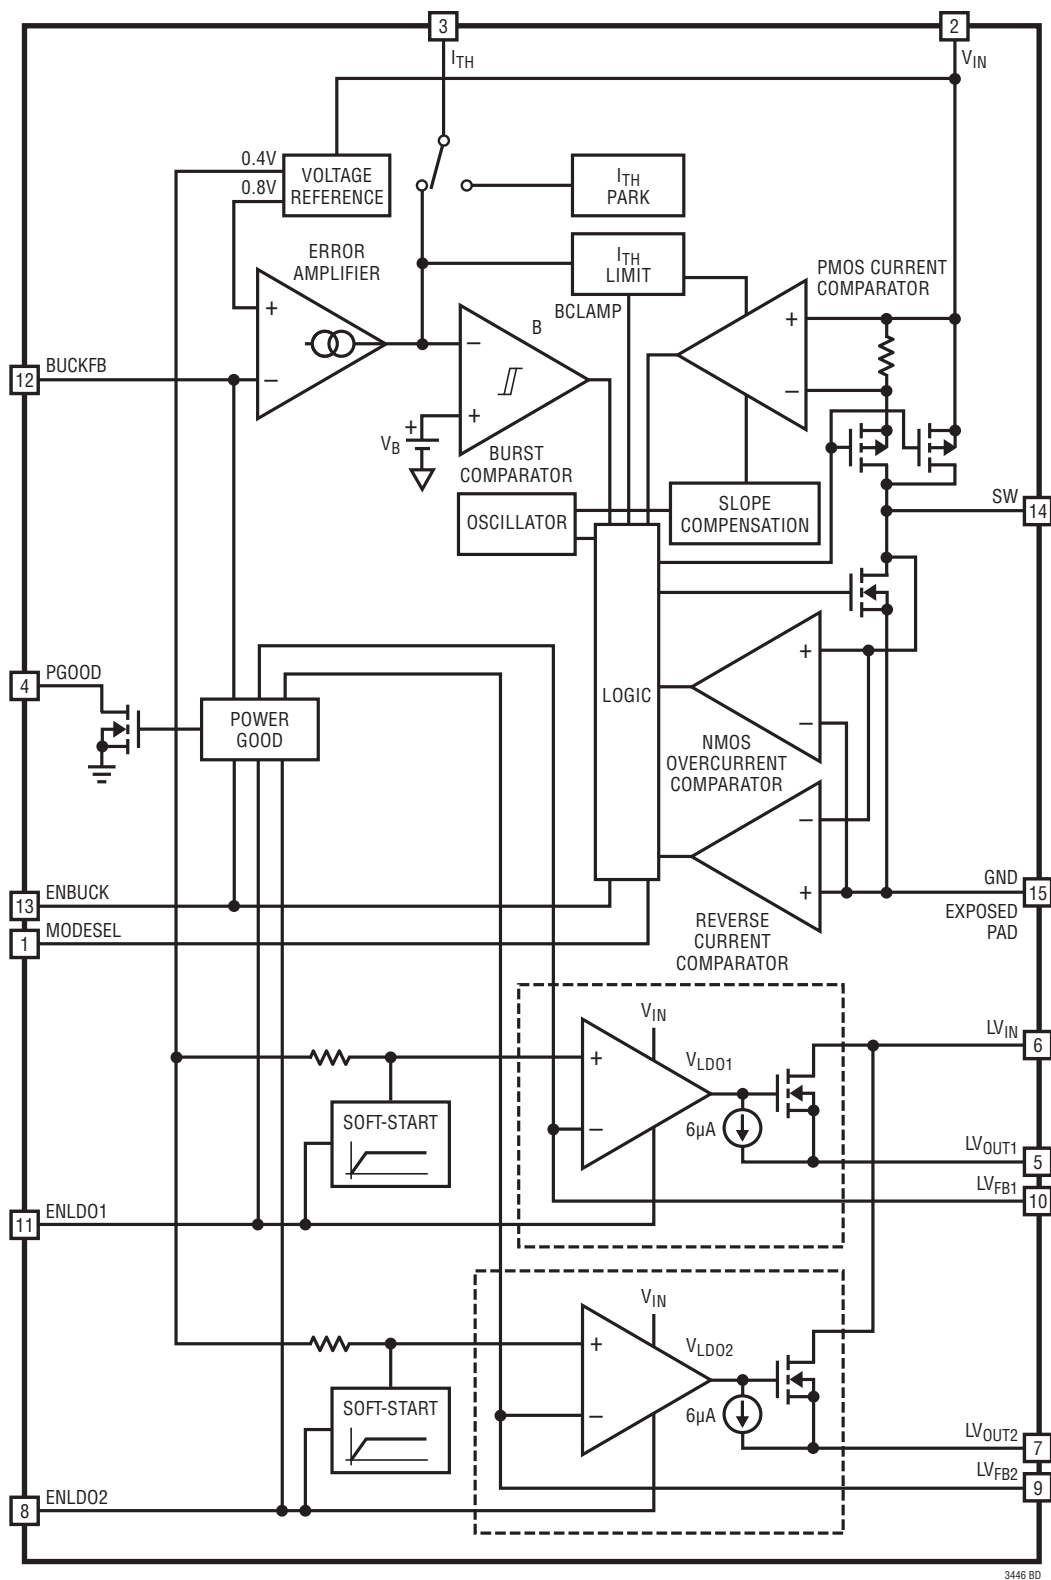 3
2
ITH
VIN
0.4V
VOLTAGE
REFERENCE
0.8V
ITH
PARK
ERROR
AMPLIFIER
ITH
LIMIT
PMOS CURRENT
COMPARATOR
BCLAMP
B
+
–
+
–
+
–
12
BUCKFB
+
VB
BURST
COMPARATOR
OSCILLATOR
SLOPE
COMPENSATION
SW
14
4
PGOOD
POWER
GOOD
LOGIC
+
–
NMOS
OVERCURRENT
COMPARATOR
–
+
13
ENBUCK
GND
15
EXPOSED
PAD
1
MODESEL
REVERSE
CURRENT
COMPARATOR
VIN
LVIN
6
+
–
VLDO1
SOFT-START
6µA
LVOUT1
5
LVFB1
10
11
ENLDO1
VIN
+
–
VLDO2
SOFT-START
6µA
LVOUT2
7
LVFB2
9
8
ENLDO2
3446 BD